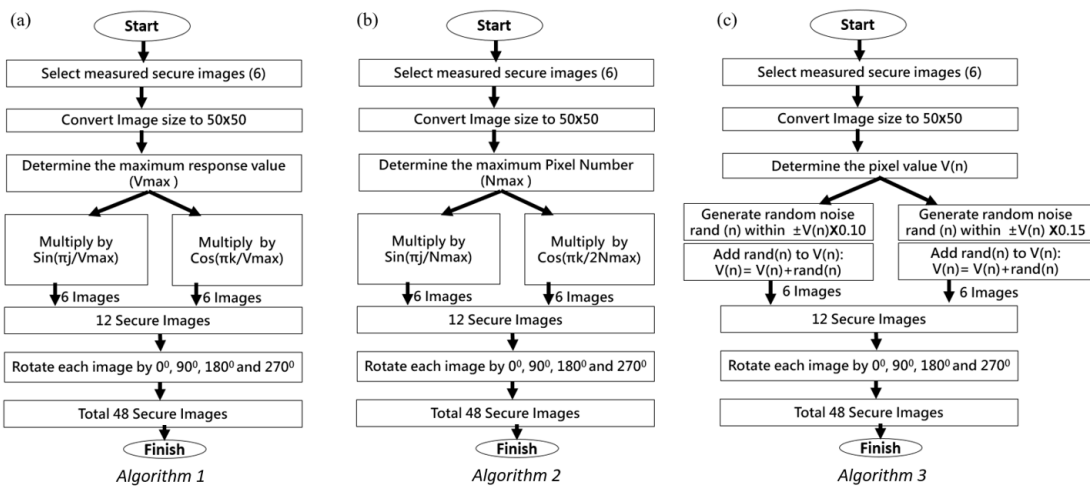 (a)
Start
Select measured secure images (6)
Convert Image size to 50x50
Determine the maximum response value
(Vmax )
Multiply by
Sin(πj/Vmax)
Multiply by
Cos(πk/Vmax)
6 Images
6 Images
12 Secure Images
Rotate each image by 0⁰, 90⁰, 180⁰ and 270⁰
Total 48 Secure Images
Finish
Algorithm 1
(b)
Start
Select measured secure images (6)
Convert Image size to 50x50
Determine the maximum Pixel Number
(Nmax )
Multiply by
Sin(πj/Nmax)
Multiply by
Cos(πk/2Nmax)
6 Images
6 Images
12 Secure Images
Rotate each image by 0⁰, 90⁰, 180⁰ and 270⁰
Total 48 Secure Images
Finish
Algorithm 2
(c)
Start
Select measured secure images (6)
Convert Image size to 50x50
Determine the pixel value V(n)
Generate random noise
rand (n) within ±V(n)X0.10
Add rand(n) to V(n):
V(n)= V(n)+rand(n)
Generate random noise
rand (n) within ±V(n) X0.15
Add rand(n) to V(n):
V(n)= V(n)+rand(n)
6 Images
6 Images
12 Secure Images
Rotate each image by 0⁰, 90⁰, 180⁰ and 270⁰
Total 48 Secure Images
Finish
Algorithm 3